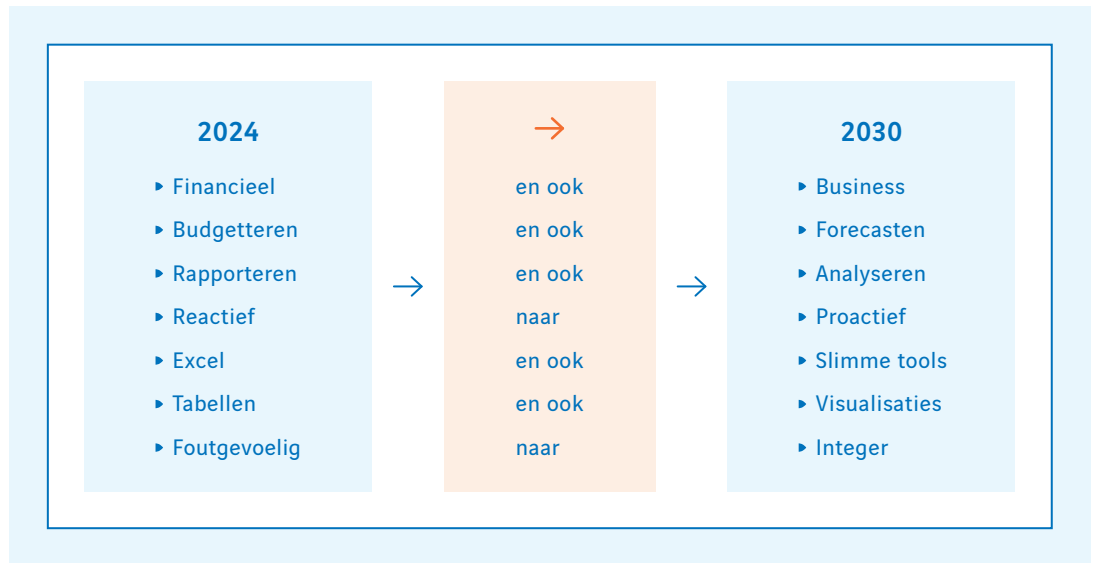 2024
Financieel
Budgetteren
Rapporteren
Reactief
Excel
Tabellen
Foutgevoelig
en ook
en ook
en ook
naar
en ook
en ook
naar
2030
Business
Forecasten
Analyseren
Proactief
Slimme tools
Visualisaties
Integer